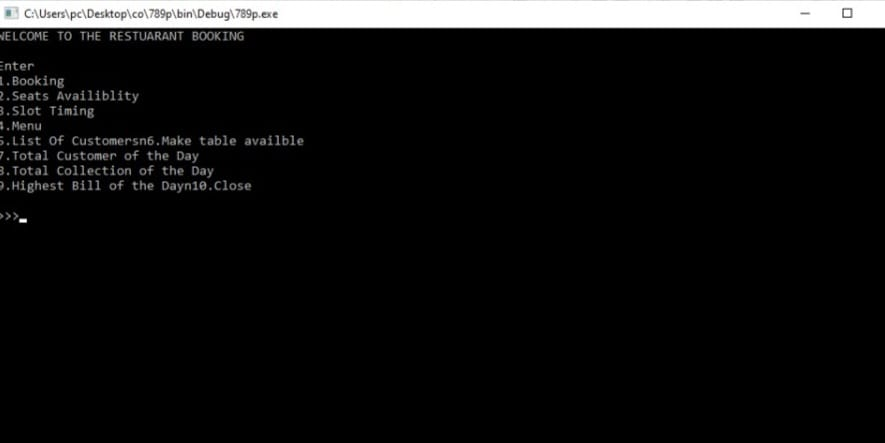 C:\Users\pc\Desktop\co\789p\bin\Debug\789p.exe
WELCOME TO THE RESTUARANT BOOKING
Enter
1.Booking
2.Seats Availiblity
3.Slot Timing
4.Menu
5.List Of Customersn6.Make table availble
7.Total Customer of the Day
8.Total Collection of the Day
9.Highest Bill of the Dayn10.Close
>>>